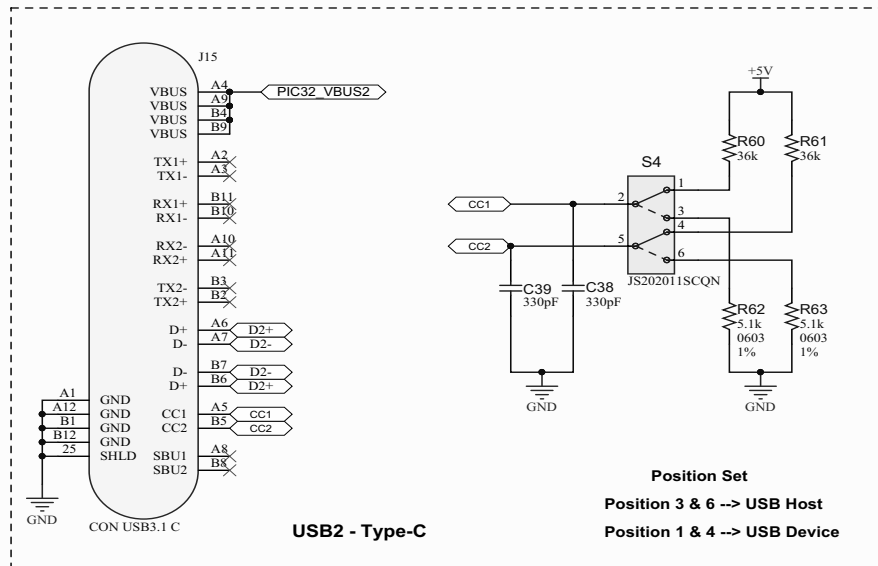 J15
VBUS A4 PIC32_VBUS2
VBUS A9
VBUS B4
VBUS B9
TX1+ A2
TX1- A3
RX1+ B11
RX1- B10
RX2- A10
RX2+ A11
TX2- B3
TX2+ B2
D+ A6 D2+
D- A7 D2-
D- B7 D2-
D+ B6 D2+
A1 GND
A12 GND
B1 GND
B12 GND
25 SHLD
CC1 A5 CC1
CC2 B5 CC2
SBU1 A8
SBU2 B8
GND
CON USB3.1 C
USB2 - Type-C
+5V
R60
36k
R61
36k
S4
CC1
2
1
3
4
CC2
5
6
JS202011SCQN
C39
330pF
C38
330pF
R62
5.1k
0603
1%
R63
5.1k
0603
1%
GND
GND
Position Set
Position 3 & 6 --> USB Host
Position 1 & 4 --> USB Device